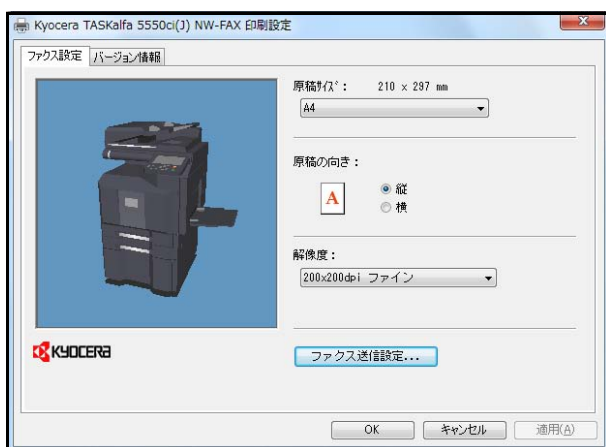 Kyocera TASKalfa 5550ci(J) NW-FAX 印刷設定
ファクス設定 バージョン情報
原稿ｻｲｽﾞ: 210 x 297 mm
A4
原稿の向き:
A
縦
横
解像度:
200x200dpi ファイン
KYOCERA
ファクス送信設定...
OK キャンセル 適用(A)